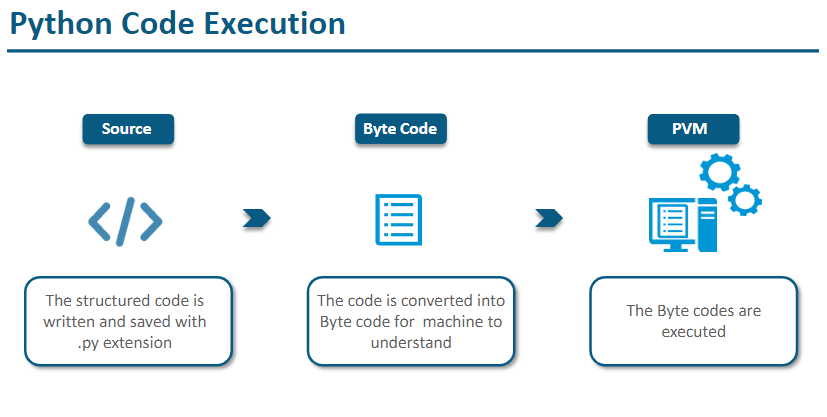 Python Code Execution
Source
Byte Code
PVM
The structured code is
written and saved with
.py extension
The code is converted into
Byte code for machine to
understand
The Byte codes are
executed